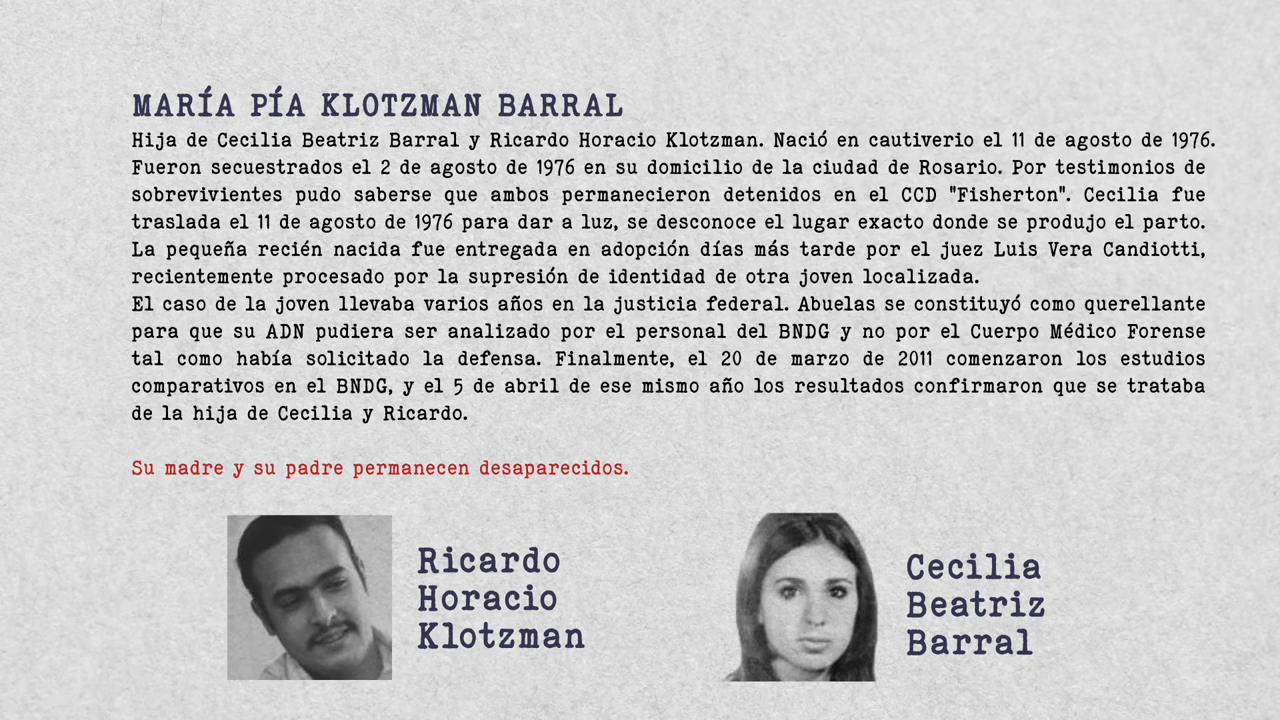 MARÍA PÍA KLOTZMAN BARRAL
Hija de Cecilia Beatriz Barral y Ricardo Horacio Klotzman. Nació en cautiverio el 11 de agosto de 1976.
Fueron secuestrados el 2 de agosto de 1976 en su domicilio de la ciudad de Rosario. Por testimonios de
sobrevivientes pudo saberse que ambos permanecieron detenidos en el CCD "Fisherton". Cecilia fue
traslada el 11 de agosto de 1976 para dar a luz, se desconoce el lugar exacto donde se produjo el parto.
La pequeña recién nacida fue entregada en adopción días más tarde por el juez Luis Vera Candiotti,
recientemente procesado por la supresión de identidad de otra joven localizada.
El caso de la joven llevaba varios años en la justicia federal. Abuelas se constituyó como querellante
para que su ADN pudiera ser analizado por el personal del BNDG y no por el Cuerpo Médico Forense
tal como había solicitado la defensa. Finalmente, el 20 de marzo de 2011 comenzaron los estudios
comparativos en el BNDG, y el 5 de abril de ese mismo año los resultados confirmaron que se trataba
de la hija de Cecilia y Ricardo.
Su madre y su padre permanecen desaparecidos.
Ricardo
Horacio
Klotzman
Cecilia
Beatriz
Barral